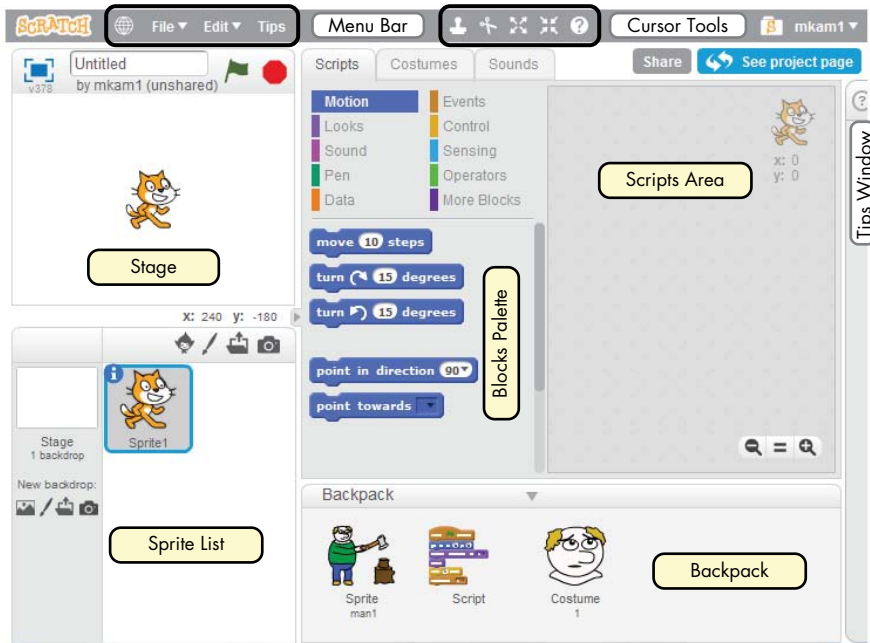 SCRATCH File Edit Tips Menu Bar Cursor Tools S mkam1
v378 Untitled
by mkam1 (unshared)
Scripts Costumes Sounds Share See project page
Motion Events
Looks Control
Sound Sensing
Pen Operators
Data More Blocks
move 10 steps
turn 15 degrees
turn 15 degrees
point in direction 90
point towards
Blocks Palette
x: 0
y: 0
Scripts Area
Tips Window
Stage
X: 240 y: -180
Sprite1
Stage
1 backdrop
New backdrop:
Sprite List
Backpack
Sprite
man1
Script
Costume
1
Backpack